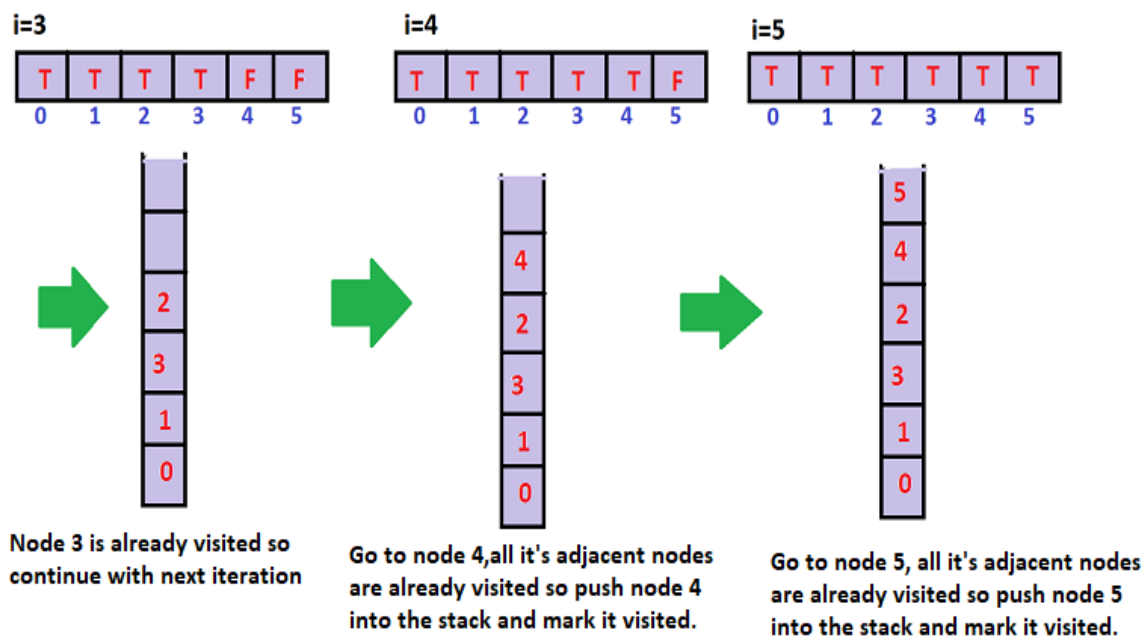 i=3
T T T T F F
0 1 2 3 4 5
2
3
1
0
Node 3 is already visited so
continue with next iteration
i=4
T T T T T F
0 1 2 3 4 5
4
2
3
1
0
Go to node 4,all it's adjacent nodes
are already visited so push node 4
into the stack and mark it visited.
i=5
T T T T T T
0 1 2 3 4 5
5
4
2
3
1
0
Go to node 5, all it's adjacent nodes
are already visited so push node 5
into the stack and mark it visited.